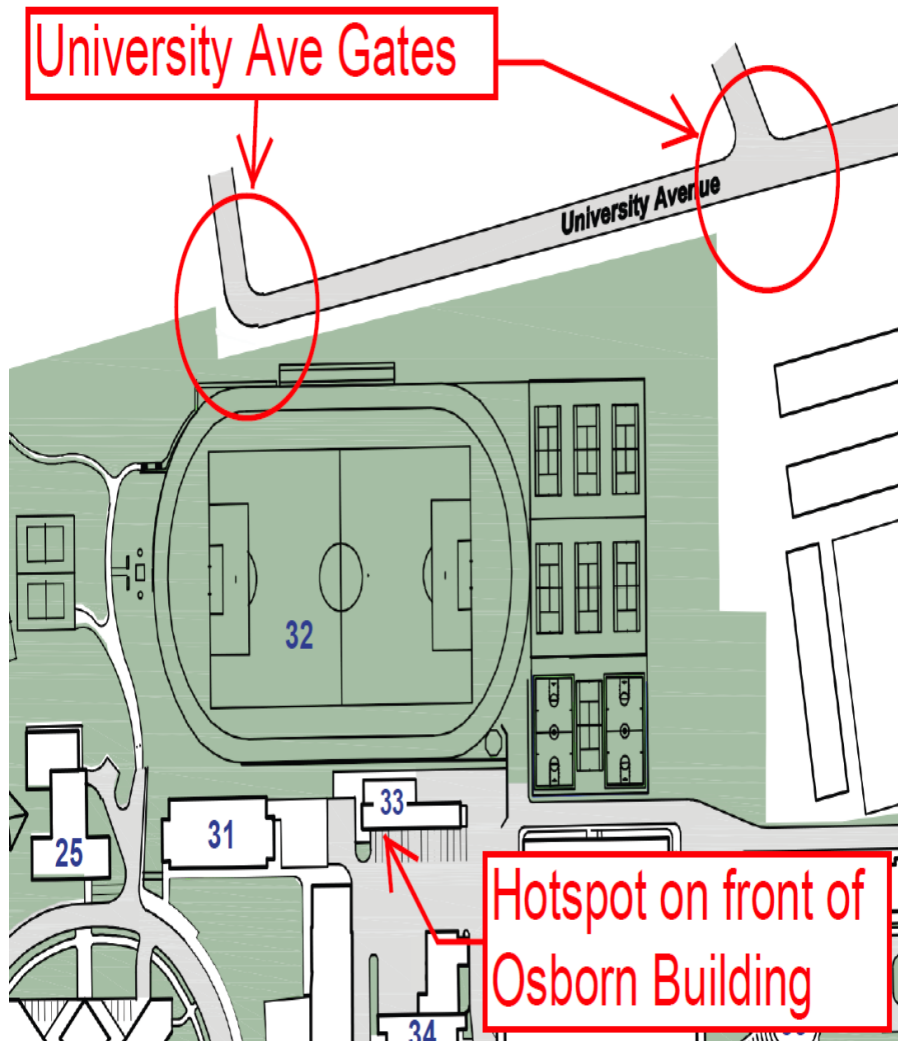 University Ave Gates
University Avenue
32
33
31
25
Hotspot on front of
Osborn Building
34